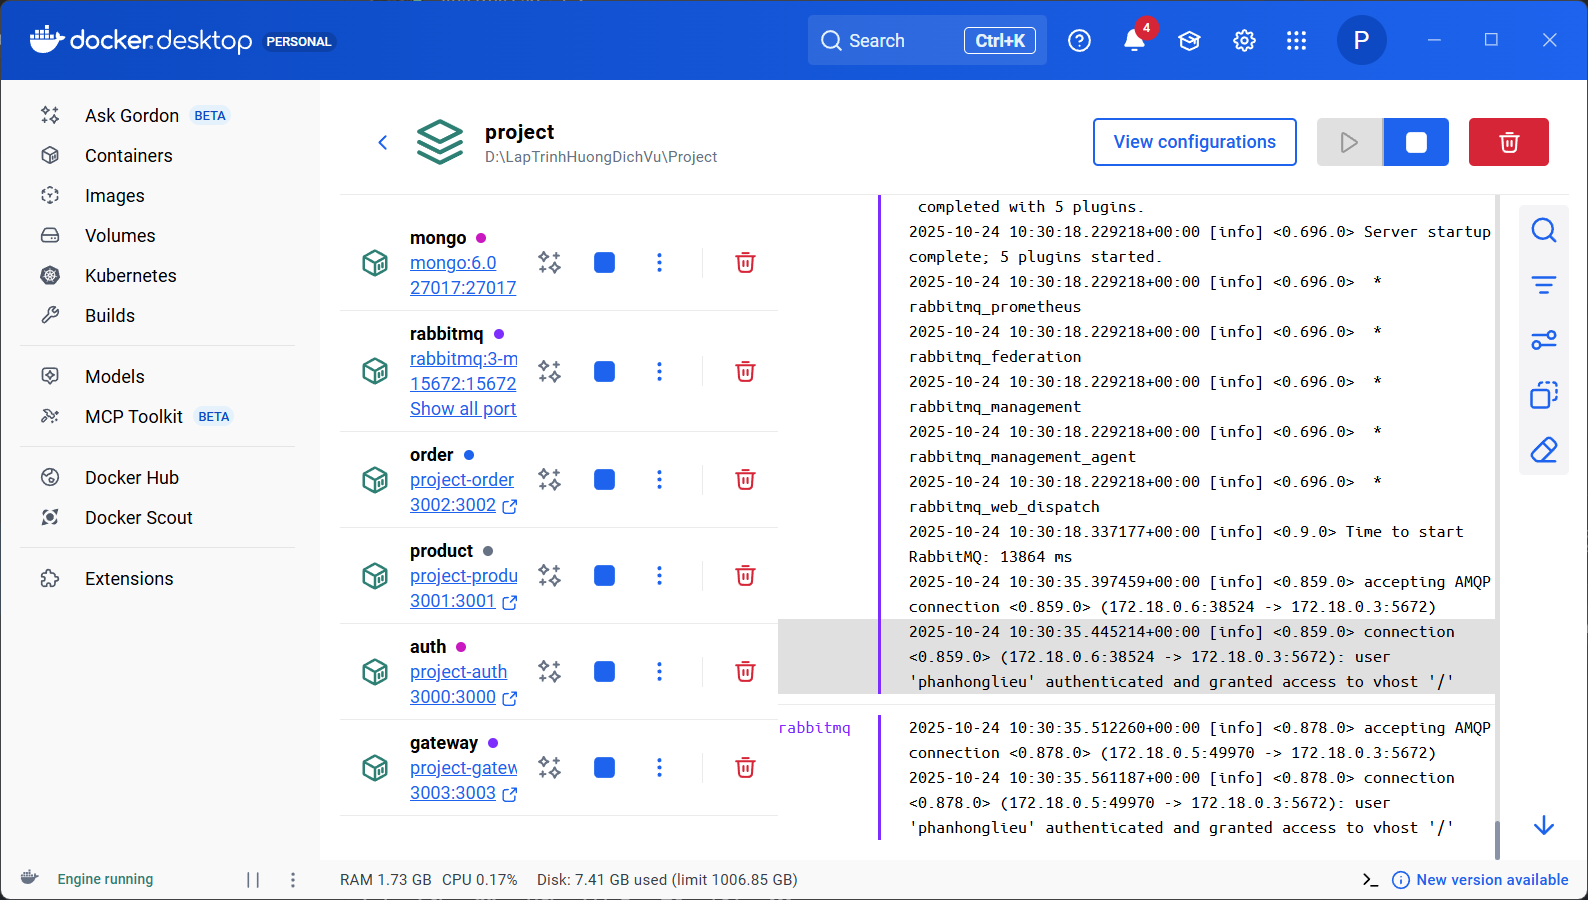 docker.desktop PERSONAL
Search Ctrl+K
4
P
Ask Gordon BETA
Containers
Images
Volumes
Kubernetes
Builds
Models
MCP Toolkit BETA
Docker Hub
Docker Scout
Extensions
project
D:\LapTrinhHuongDichVu\Project
View configurations
mongo
mongo:6.0
27017:27017
rabbitmq
rabbitmq:3-m
15672:15672
Show all port
order
project-order
3002:3002
product
project-produ
3001:3001
auth
project-auth
3000:3000
gateway
project-gatew
3003:3003
completed with 5 plugins.
2025-10-24 10:30:18.229218+00:00 [info] <0.696.0> Server startup
complete; 5 plugins started.
2025-10-24 10:30:18.229218+00:00 [info] <0.696.0>  *
rabbitmq_prometheus
2025-10-24 10:30:18.229218+00:00 [info] <0.696.0>  *
rabbitmq_federation
2025-10-24 10:30:18.229218+00:00 [info] <0.696.0>  *
rabbitmq_management
2025-10-24 10:30:18.229218+00:00 [info] <0.696.0>  *
rabbitmq_management_agent
2025-10-24 10:30:18.229218+00:00 [info] <0.696.0>  *
rabbitmq_web_dispatch
2025-10-24 10:30:18.337177+00:00 [info] <0.9.0> Time to start
RabbitMQ: 13864 ms
2025-10-24 10:30:35.397459+00:00 [info] <0.859.0> accepting AMQP
connection <0.859.0> (172.18.0.6:38524 -> 172.18.0.3:5672)
2025-10-24 10:30:35.445214+00:00 [info] <0.859.0> connection
<0.859.0> (172.18.0.6:38524 -> 172.18.0.3:5672): user
'phanhonglieu' authenticated and granted access to vhost '/'
rabbitmq
2025-10-24 10:30:35.512260+00:00 [info] <0.878.0> accepting AMQP
connection <0.878.0> (172.18.0.5:49970 -> 172.18.0.3:5672)
2025-10-24 10:30:35.561187+00:00 [info] <0.878.0> connection
<0.878.0> (172.18.0.5:49970 -> 172.18.0.3:5672): user
'phanhonglieu' authenticated and granted access to vhost '/'
Engine running
RAM 1.73 GB CPU 0.17% Disk: 7.41 GB used (limit 1006.85 GB)
New version available